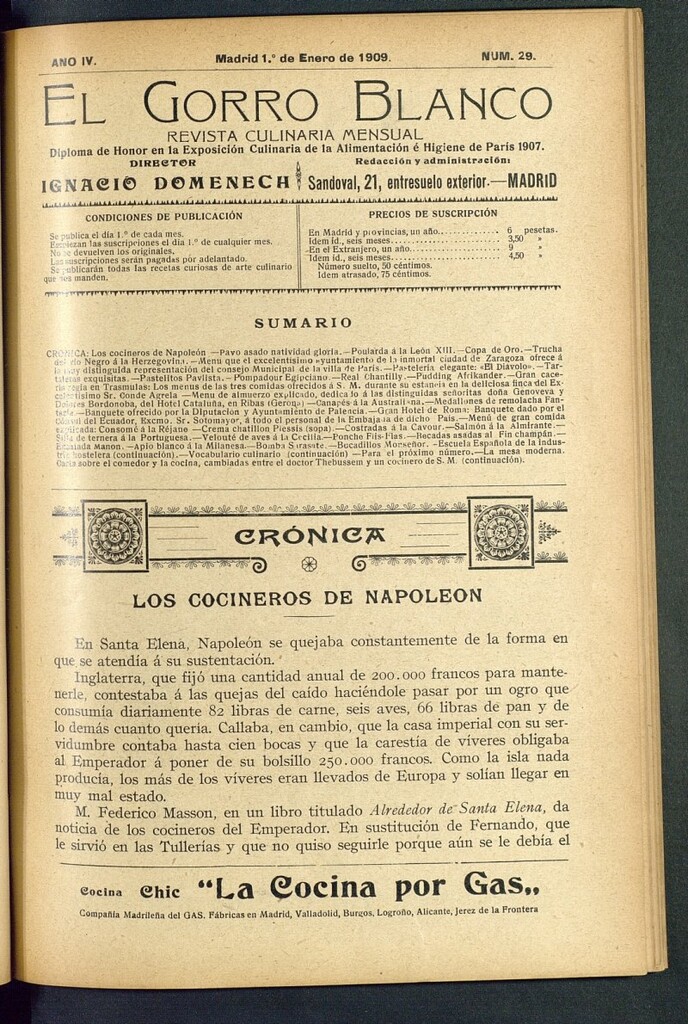 ANO IV.
Madrid 1.° de Enero de 1909.
NUM. 29.
EL GORRO BLANCO
REVISTA CULINARIA MENSUAL
Diploma de Honor en la Exposición Culinaria de la Alimentación é Higiene de París 1907.
DIRECTOR
IGNACIO DOMENECH
Redacción y administración:
Sandoval, 21, entresuelo exterior.—MADRID
CONDICIONES DE PUBLICACIÓN
Se publica el día 1.° de cada mes.
Empiezan las suscripciones el día 1.° de cualquier mes.
No se devuelven los originales.
Las suscripciones serán pagadas por adelantado.
Se publicarán todas las recetas curiosas de arte culinario
que nos manden.
PRECIOS DE SUSCRIPCIÓN
En Madrid y provincias, un año.............. 6 pesetas.
Idem id., seis meses........................ 3,50 »
En el Extranjero, un año.................... 9 »
Idem id., seis meses........................ 4,50 »
Número suelto, 50 céntimos.
Idem atrasado, 75 céntimos.
SUMARIO
CRÓNICA: Los cocineros de Napoleón —Pavo asado natividad gloria.—Poularda á la León XIII.—Copa de Oro.—Trucha
del río Negro á la Herzegovina.—Menu que el excelentísimo ayuntamiento de la inmortal ciudad de Zaragoza ofrece á
la muy distinguida representación del consejo Municipal de la villa de París.—Pastelería elegante: «El Diávolo».—Tar-
taletas exquisitas.—Pastelitos Pavlista.—Pompadour Egipciano.—Real Chantilly.—Pudding Afrikander.—Gran cace-
ría regia en Trasmulas: Los menus de las tres comidas ofrecidos á S. M. durante su estancia en la deliciosa finca del Ex-
celentísimo Sr. Conde Agrela —Menu de almuerzo explicado, dedicado á las distinguidas señoritas doña Genoveva y
Dolores Bordonoba, del Hotel Cataluña, en Ribas (Gerona)—Canapés á la Australiana.—Medallones de remolacha Fan-
tasía.—Banquete ofrecido por la Diputación y Ayuntamiento de Palencia.—Gran Hotel de Roma: Banquete dado por el
Cónsul del Ecuador, Excmo. Sr. Sotomayor, á todo el personal de la Embajada de dicho País.—Menú de gran comida
explicada: Consomé á la Réjane —Crema chatillon Plessis (sopa).—Costradas á la Cavour.—Salmón á la Almirante.—
Silla de ternera á la Portuguesa.—Velouté de aves á la Cecilia.—Ponche Flis-Flas.—Becadas asadas al Fin champán.—
Ensalada Manon.—Apio blanco á la Milanesa.—Bomba Sarasate.—Bocadillos Monseñor.—Escuela Española de la indus-
tria hostelera (continuación).—Vocabulario culinario (continuación) —Para el próximo número.—La mesa moderna.
Carta sobre el comedor y la cocina, cambiadas entre el doctor Thebussem y un cocinero de S. M. (continuación).
CRÓNICA
LOS COCINEROS DE NAPOLEON
En Santa Elena, Napoleón se quejaba constantemente de la forma en
que se atendía á su sustentación.
Inglaterra, que fijó una cantidad anual de 200.000 francos para mante-
nerle, contestaba á las quejas del caído haciéndole pasar por un ogro que
consumía diariamente 82 libras de carne, seis aves, 66 libras de pan y de
lo demás cuanto quería. Callaba, en cambio, que la casa imperial con su ser-
vidumbre contaba hasta cien bocas y que la carestía de víveres obligaba
al Emperador á poner de su bolsillo 250.000 francos. Como la isla nada
producía, los más de los víveres eran llevados de Europa y solían llegar en
muy mal estado.
M. Federico Masson, en un libro titulado Alrededor de Santa Elena, da
noticia de los cocineros del Emperador. En sustitución de Fernando, que
le sirvió en las Tullerías y que no quiso seguirle porque aún se le debía el
Cocina Chic “La Cocina por Gas„
Compañía Madrileña del GAS. Fábricas en Madrid, Valladolid, Burgos, Logroño, Alicante, Jerez de la Frontera